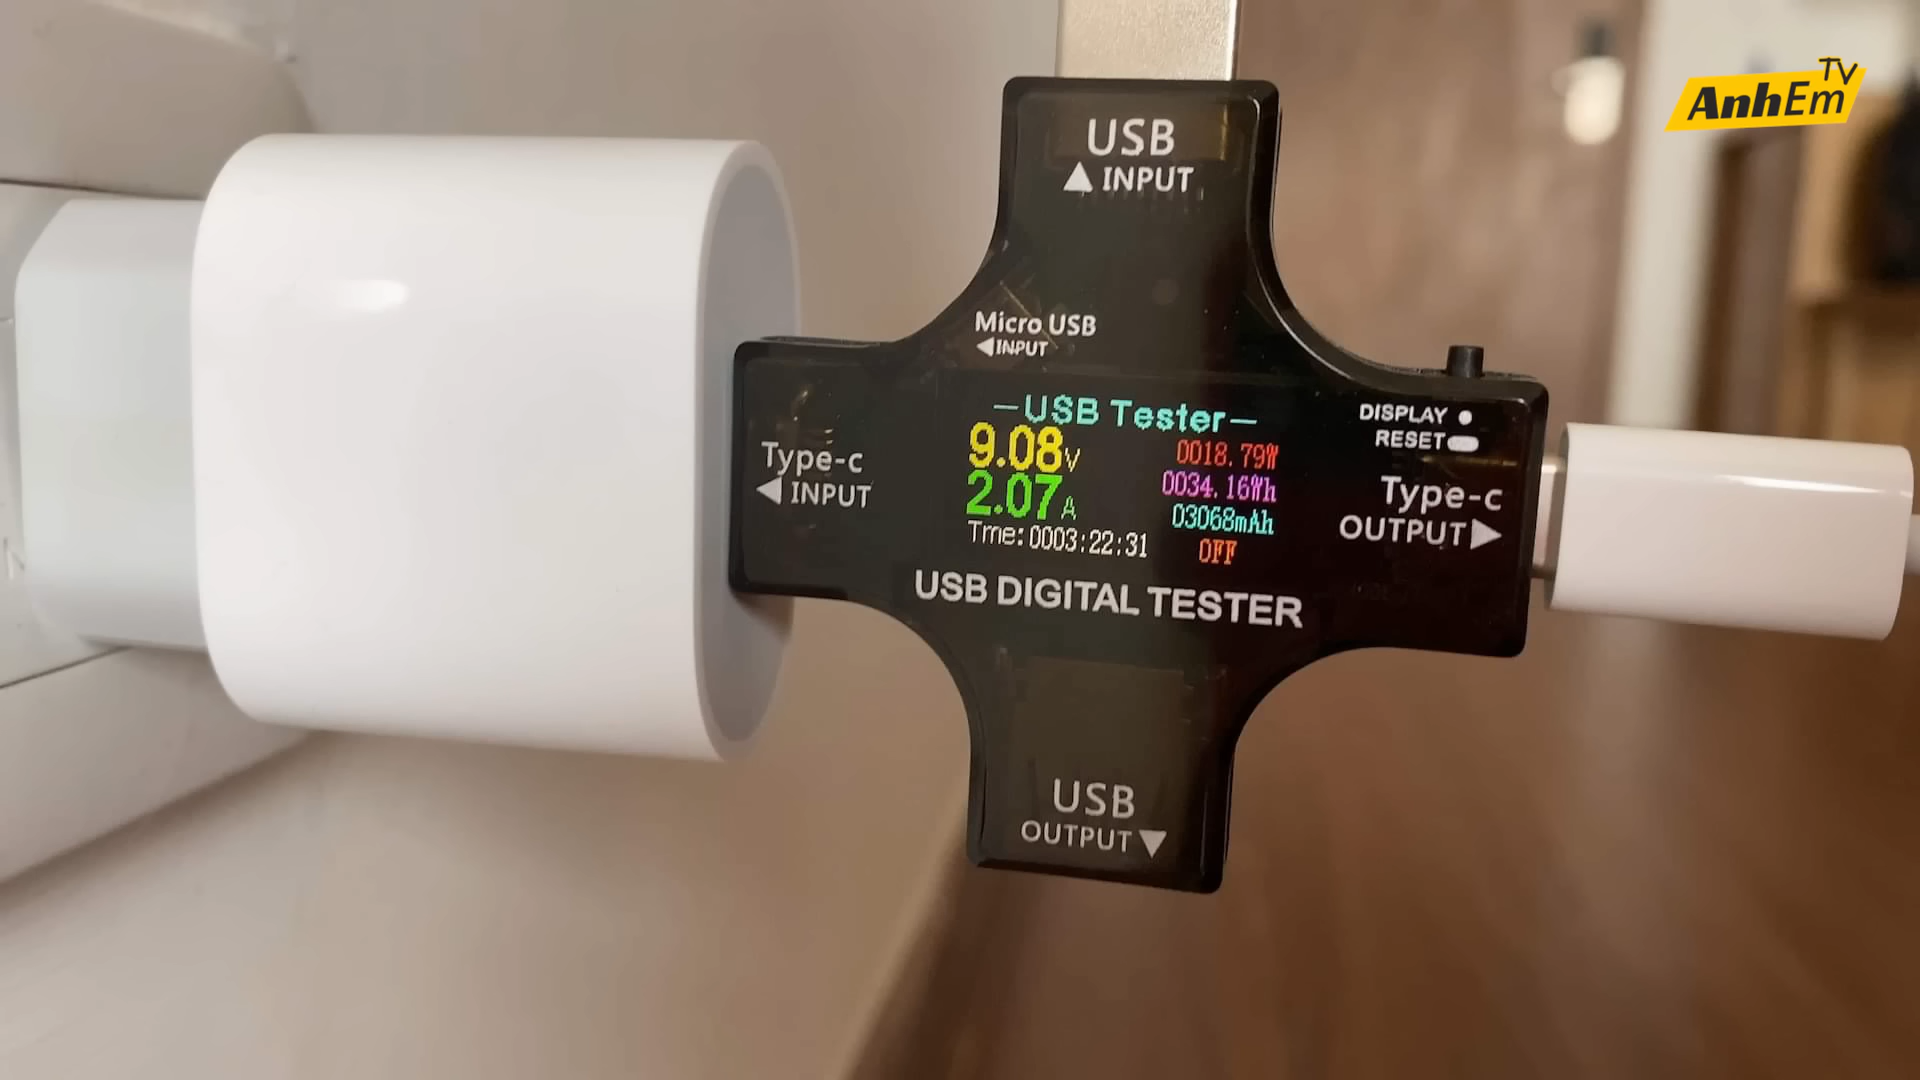 AnhEm TV
USB
▲ INPUT
Micro USB
◀INPUT
Type-c
◀ INPUT
—USB Tester—
9.08V
0018.79W
2.07A
0034.16Wh
03068mAh
Tme:0003:22:31
OFF
DISPLAY ●
RESET
Type-c
OUTPUT▶
USB DIGITAL TESTER
USB
OUTPUT▼